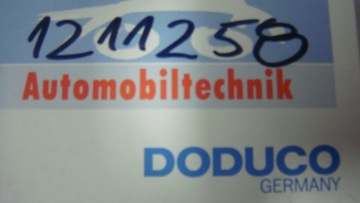 1211258
Automobiltechnik
DODUCO
GERMANY